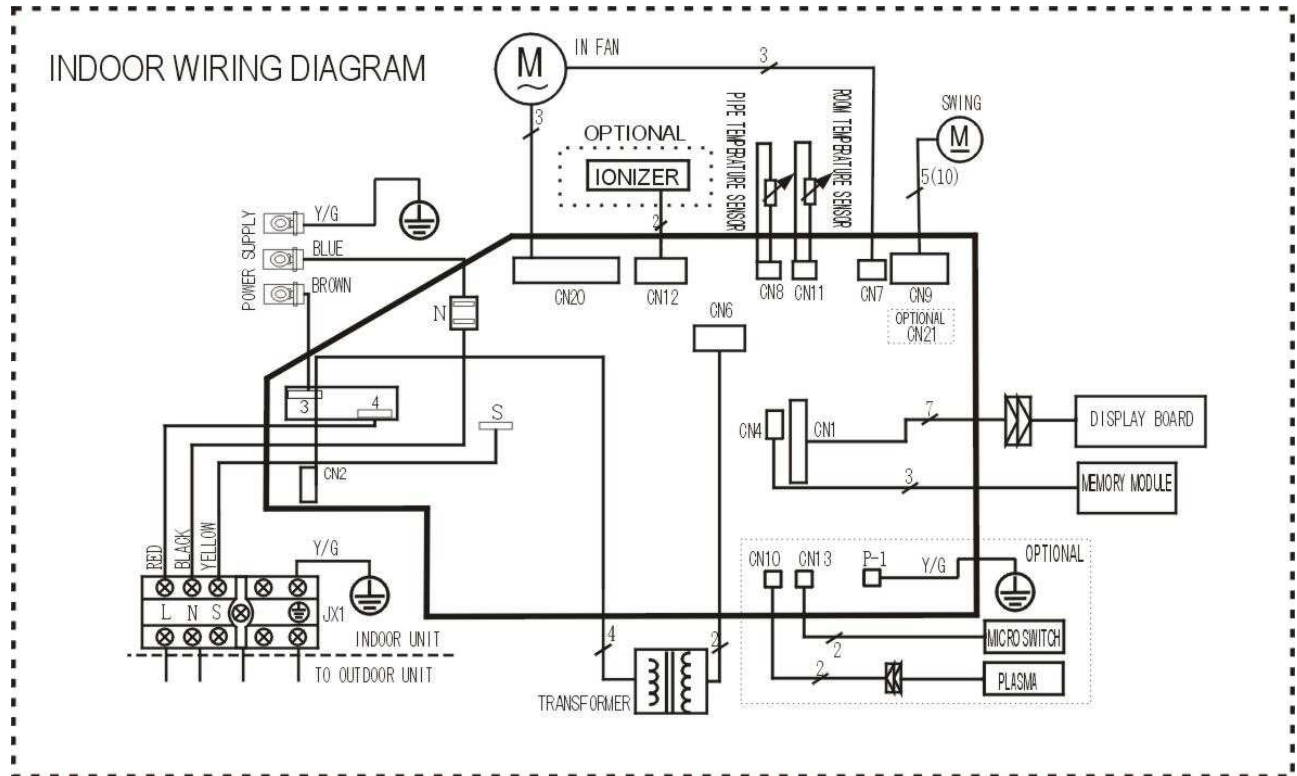 INDOOR WIRING DIAGRAM
M
IN FAN
3
3
OPTIONAL
IONIZER
2
PIPE TEMPERATURE SENSOR
ROOM TEMPERATURE SENSOR
SWING
M
5(10)
POWER SUPPLY
Y/G
BLUE
BROWN
N
CN20
CN12
CN8
CN11
CN7
CN9
OPTIONAL
CN21
CN6
3
4
S
CN2
CN4
CN1
7
DISPLAY BOARD
3
MEMORY MODULE
RED
BLACK
YELLOW
Y/G
L N S
JX1
INDOOR UNIT
TO OUTDOOR UNIT
4
2
TRANSFORMER
CN10
CN13
P-1
Y/G
OPTIONAL
2
MICRO SWITCH
2
PLASMA